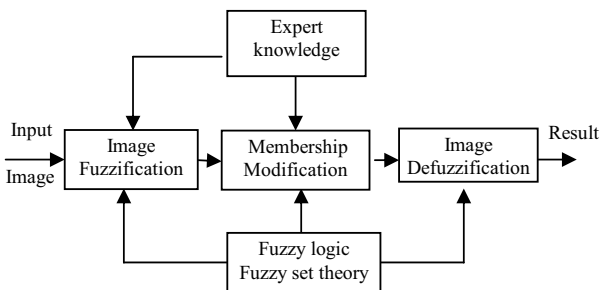 Expert
knowledge
Input
Image
Image
Fuzzification
Membership
Modification
Image
Defuzzification
Result
Fuzzy logic
Fuzzy set theory